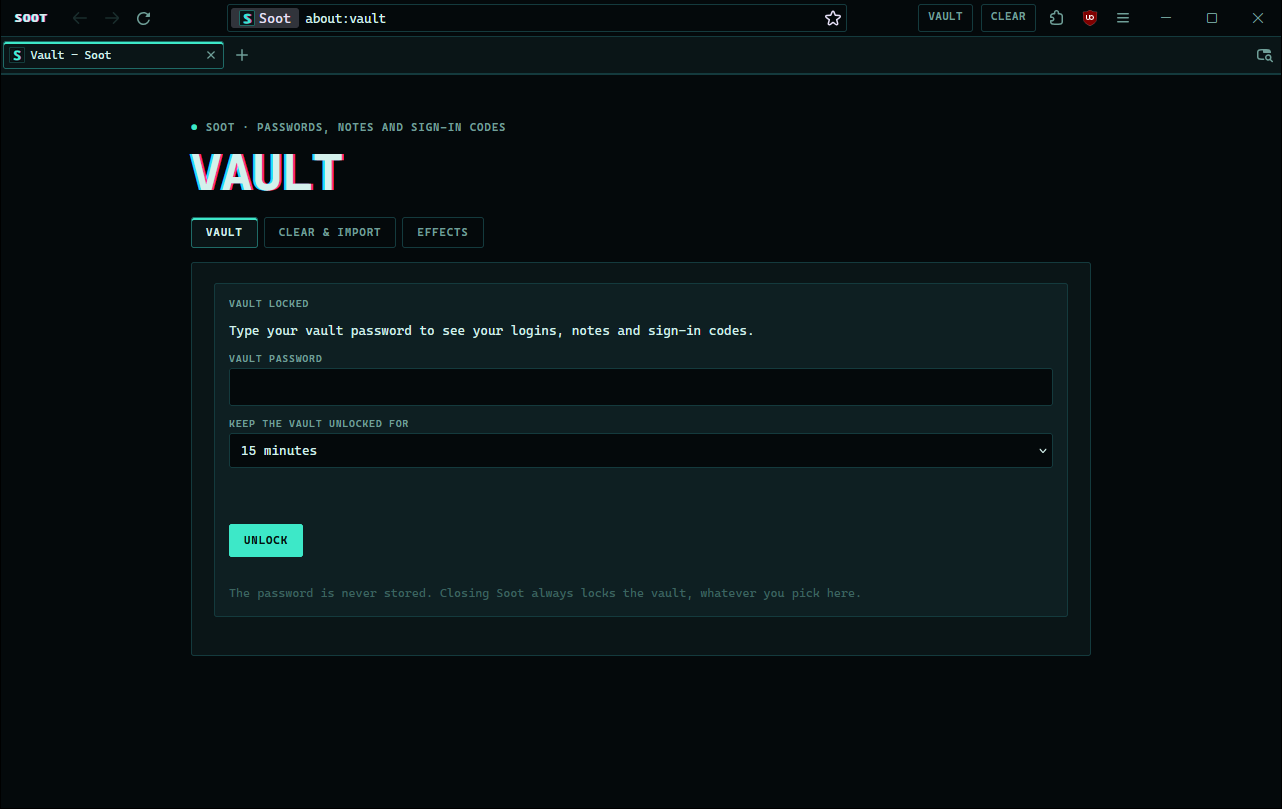 SOOT
S Soot about:vault
VAULT
CLEAR
S Vault — Soot
SOOT · PASSWORDS, NOTES AND SIGN-IN CODES
VAULT
VAULT
CLEAR & IMPORT
EFFECTS
VAULT LOCKED
Type your vault password to see your logins, notes and sign-in codes.
VAULT PASSWORD
KEEP THE VAULT UNLOCKED FOR
15 minutes
UNLOCK
The password is never stored. Closing Soot always locks the vault, whatever you pick here.